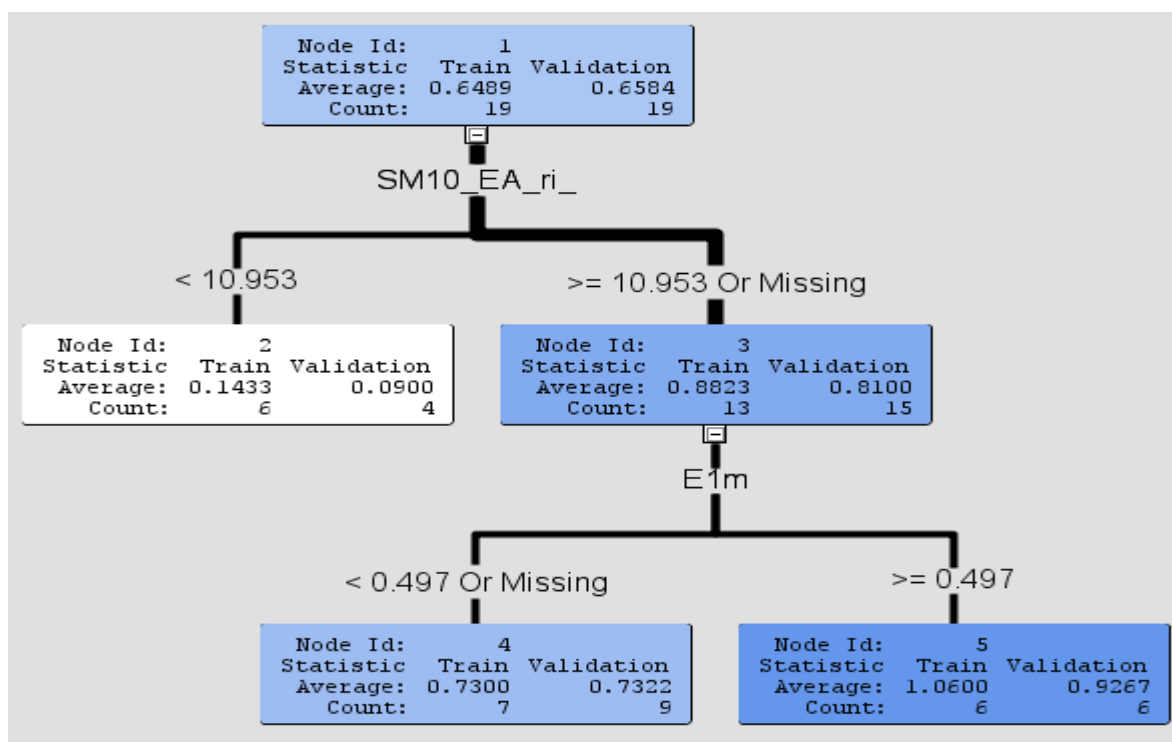 Node Id: 1
Statistic Train Validation
Average: 0.6489 0.6584
Count: 19 19
SM10_EA_ri_
< 10.953
>= 10.953 Or Missing
Node Id: 2
Statistic Train Validation
Average: 0.1433 0.0900
Count: 6 4
Node Id: 3
Statistic Train Validation
Average: 0.8823 0.8100
Count: 13 15
E1m
< 0.497 Or Missing
>= 0.497
Node Id: 4
Statistic Train Validation
Average: 0.7300 0.7322
Count: 7 9
Node Id: 5
Statistic Train Validation
Average: 1.0600 0.9267
Count: 6 6